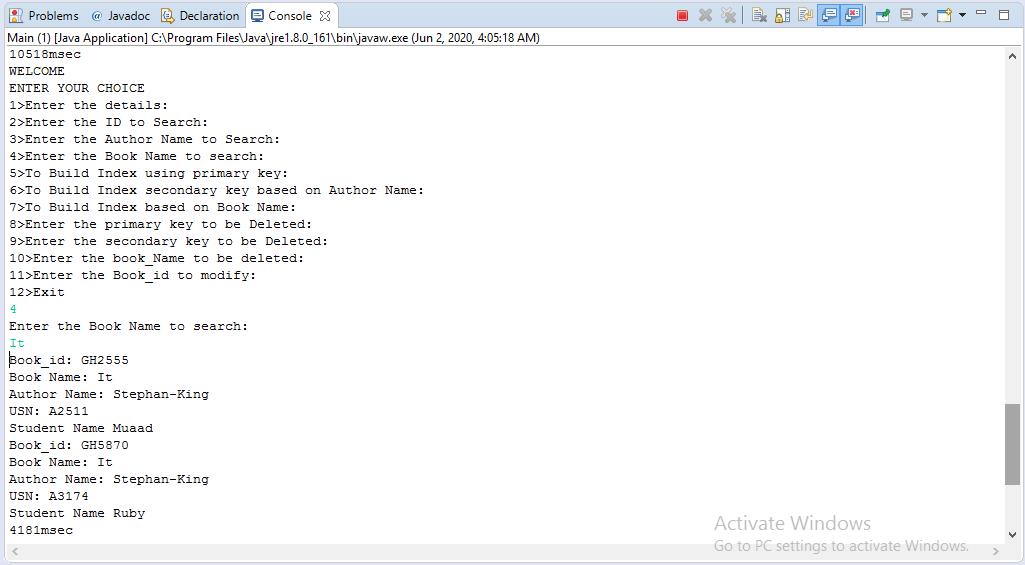 Problems @ Javadoc Declaration Console
Main (1) [Java Application] C:\Program Files\Java\jre1.8.0_161\bin\javaw.exe (Jun 2, 2020, 4:05:18 AM)
10518msec
WELCOME
ENTER YOUR CHOICE
1>Enter the details:
2>Enter the ID to Search:
3>Enter the Author Name to Search:
4>Enter the Book Name to search:
5>To Build Index using primary key:
6>To Build Index secondary key based on Author Name:
7>To Build Index based on Book Name:
8>Enter the primary key to be Deleted:
9>Enter the secondary key to be Deleted:
10>Enter the book_Name to be deleted:
11>Enter the Book_id to modify:
12>Exit
4
Enter the Book Name to search:
It
Book_id: GH2555
Book Name: It
Author Name: Stephan-King
USN: A2511
Student Name Muaad
Book_id: GH5870
Book Name: It
Author Name: Stephan-King
USN: A3174
Student Name Ruby
4181msec
Activate Windows
Go to PC settings to activate Windows.